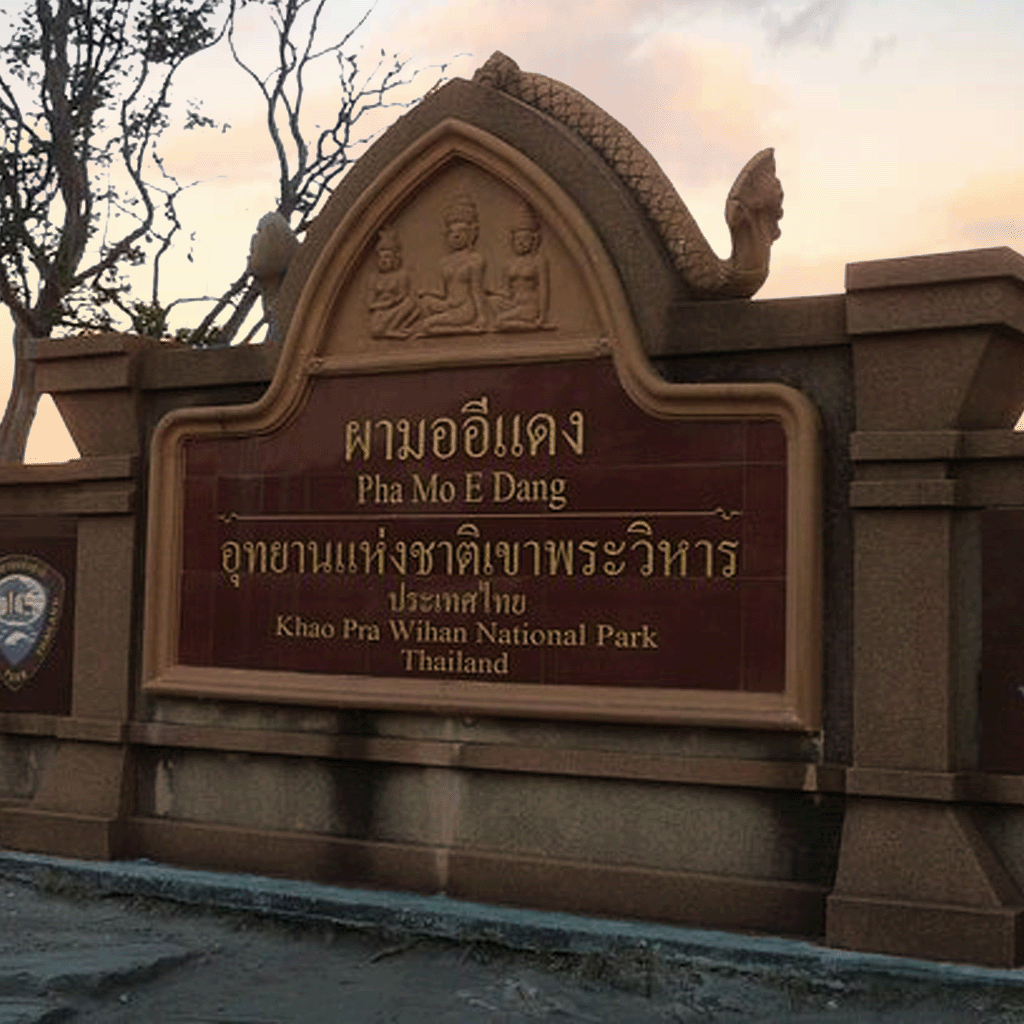 ผามออีแดง
Pha Mo E Dang
อุทยานแห่งชาติเขาพระวิหาร
ประเทศไทย
Khao Pra Wihan National Park
Thailand